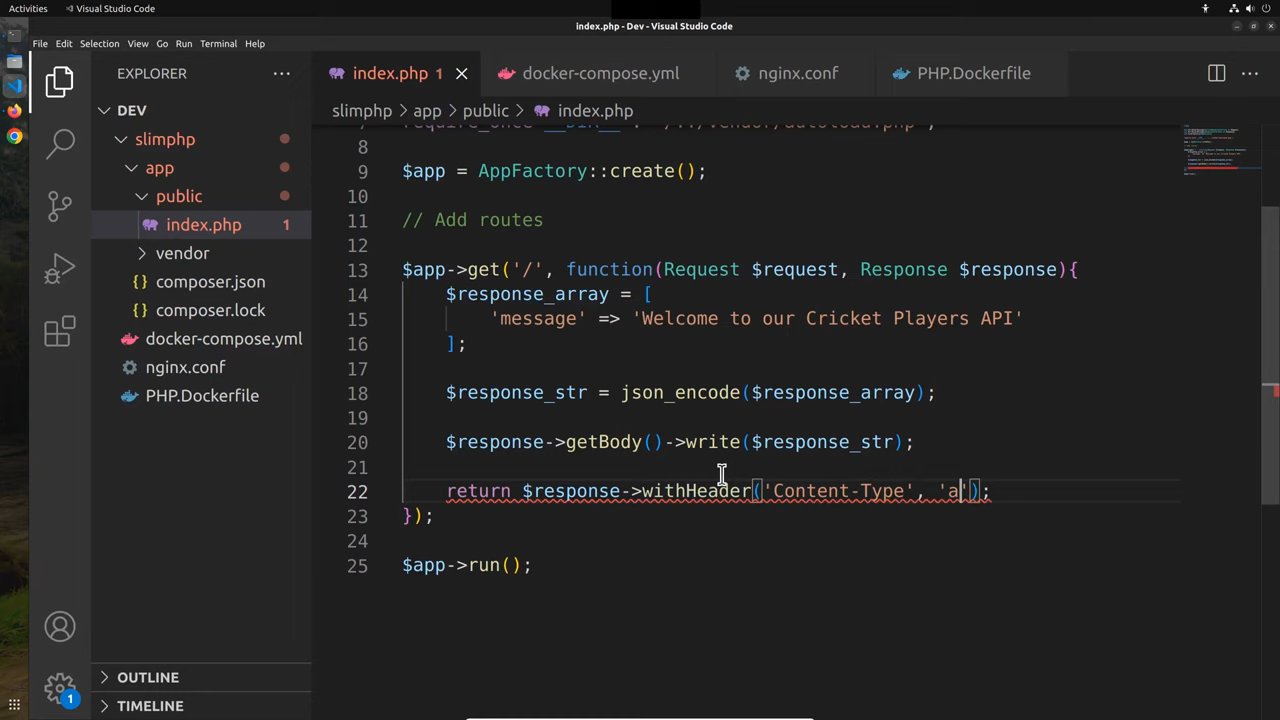 Activities
Visual Studio Code
index.php - Dev - Visual Studio Code
File Edit Selection View Go Run Terminal Help
EXPLORER
index.php 1
docker-compose.yml
nginx.conf
PHP.Dockerfile
DEV
slimphp > app > public > index.php
slimphp
app
public
index.php 1
vendor
composer.json
composer.lock
docker-compose.yml
nginx.conf
PHP.Dockerfile
OUTLINE
TIMELINE
1
8
9 $app = AppFactory::create();
10
11 // Add routes
12
13 $app->get('/', function(Request $request, Response $response){
14 $response_array = [
15 'message' => 'Welcome to our Cricket Players API'
16 ];
17
18 $response_str = json_encode($response_array);
19
20 $response->getBody()->write($response_str);
21
22 return $response->withHeader('Content-Type', 'a');
23 });
24
25 $app->run();